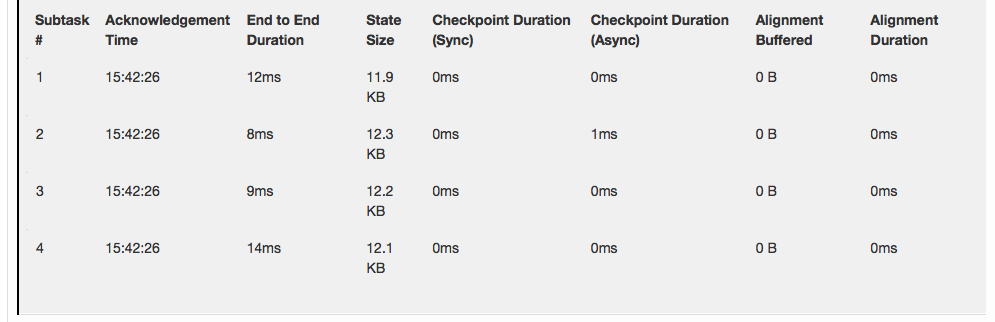 Subtask Acknowledgement End to End State Checkpoint Duration Checkpoint Duration Alignment Alignment
# Time Duration Size (Sync) (Async) Buffered Duration
1 15:42:26 12ms 11.9 0ms 0ms 0 B 0ms
KB
2 15:42:26 8ms 12.3 0ms 1ms 0 B 0ms
KB
3 15:42:26 9ms 12.2 0ms 0ms 0 B 0ms
KB
4 15:42:26 14ms 12.1 0ms 0ms 0 B 0ms
KB